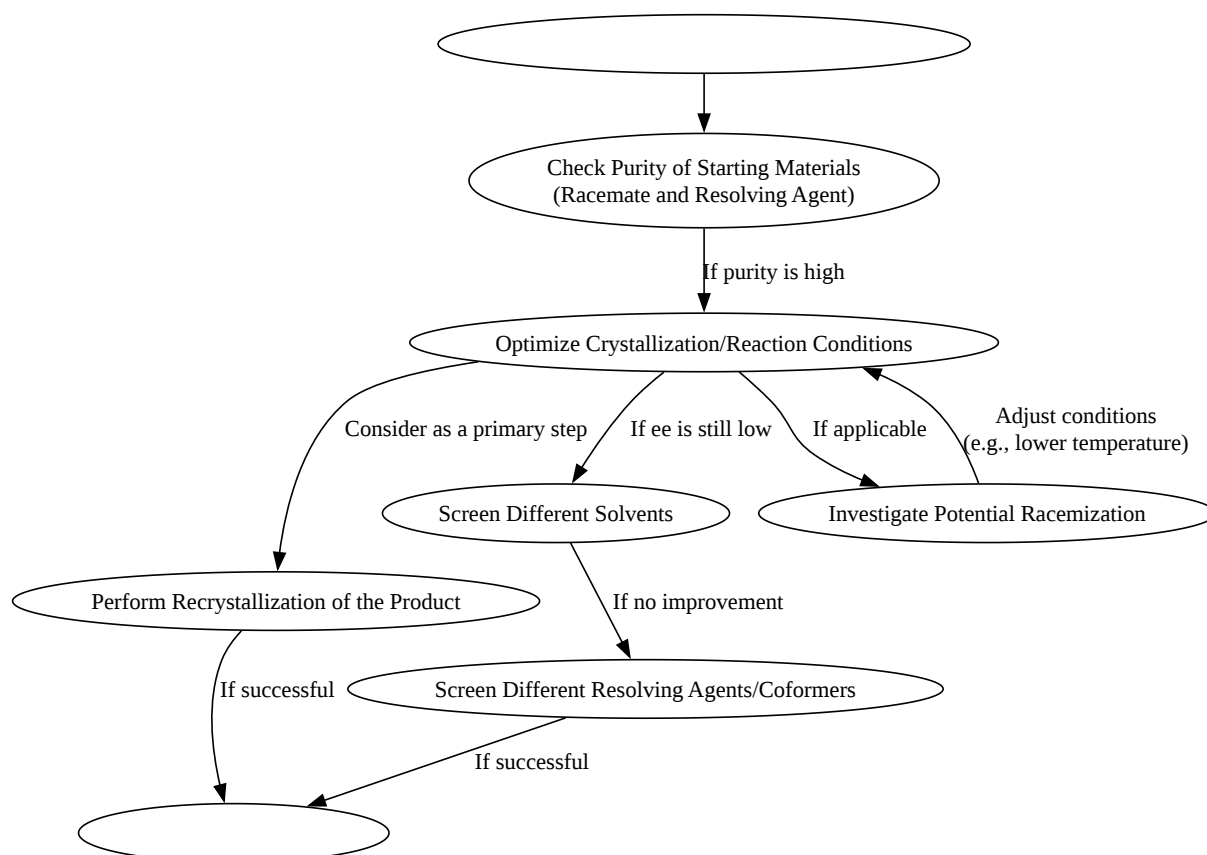 Check Purity of Starting Materials
(Racemate and Resolving Agent)
If purity is high
Optimize Crystallization/Reaction Conditions
Consider as a primary step
If ee is still low
If applicable
Adjust conditions
(e.g., lower temperature)
Screen Different Solvents
Investigate Potential Racemization
Perform Recrystallization of the Product
If no improvement
If successful
Screen Different Resolving Agents/Coformers
If successful